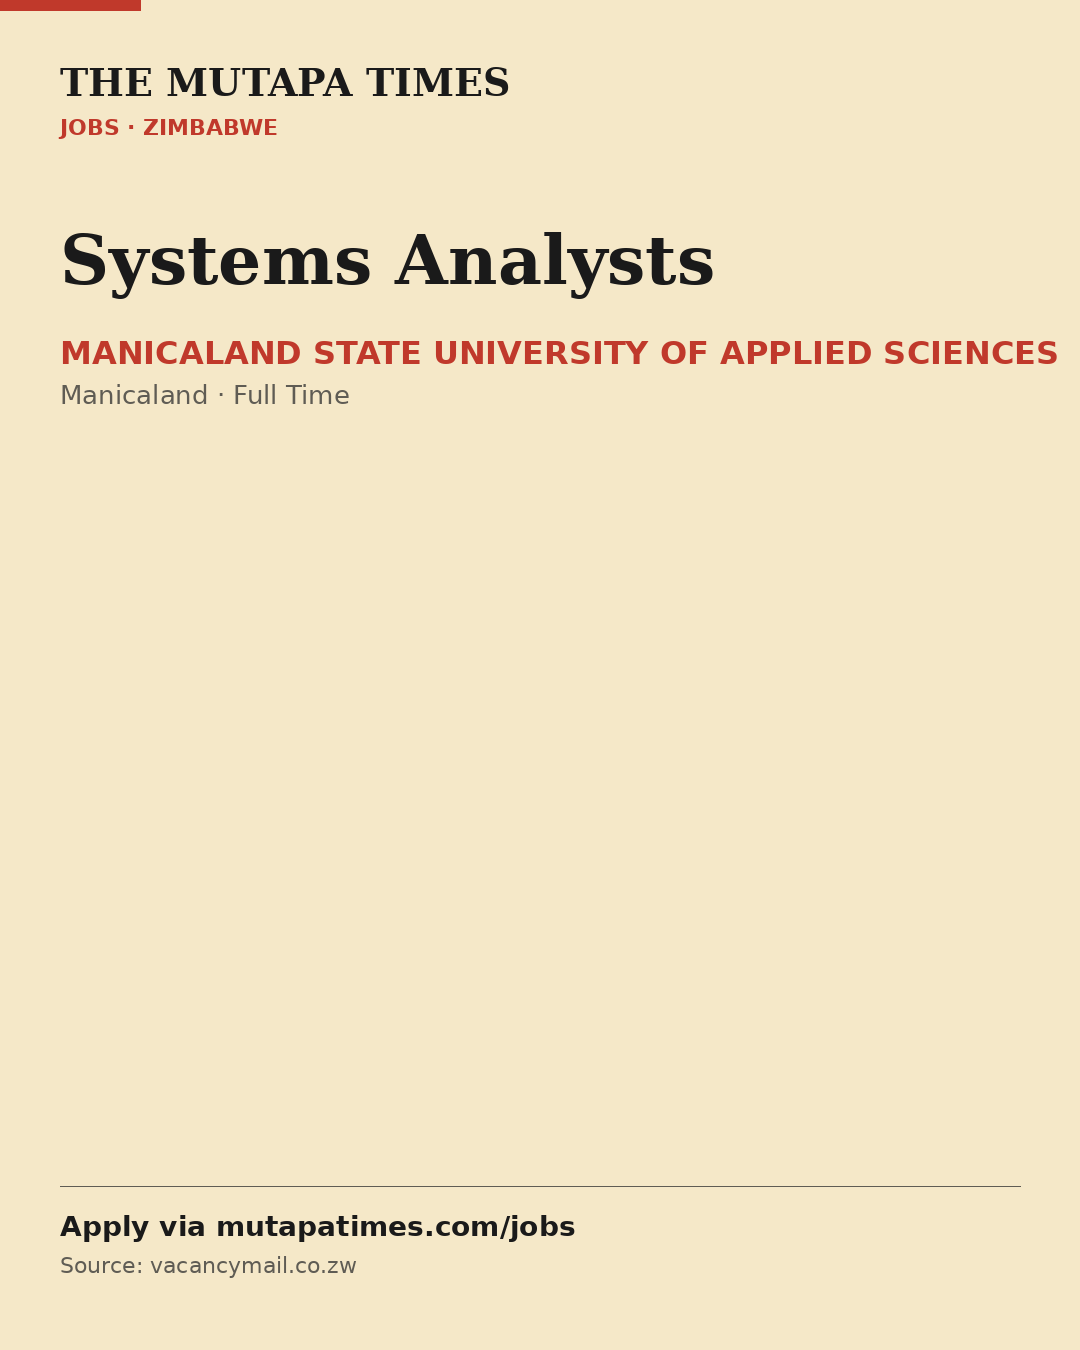 THE MUTAPA TIMES
JOBS · ZIMBABWE
Systems Analysts
MANICALAND STATE UNIVERSITY OF APPLIED SCIENCES
Manicaland · Full Time
Apply via mutapatimes.com/jobs
Source: vacancymail.co.zw